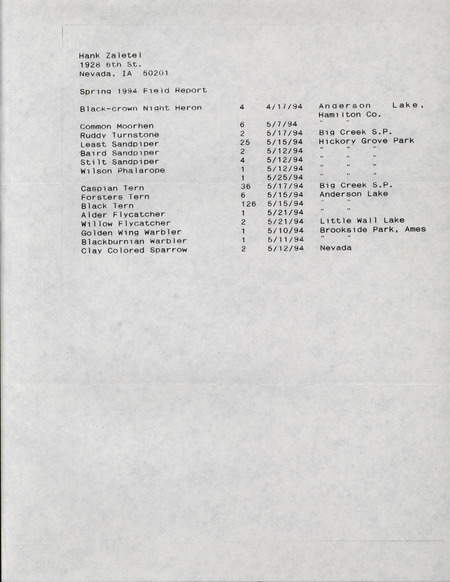 Hank Zaletel
1928 6th St.
Nevada, IA 50201
Spring 1994 Field Report
Black-crown Night Heron 4 4/17/94 Anderson Lake,
Hamilton Co.
Common Moorhen 6 5/7/94 " "
Ruddy Turnstone 2 5/17/94 Big Creek S.P.
Least Sandpiper 25 5/15/94 Hickory Grove Park
Baird Sandpiper 2 5/12/94 " " "
Stilt Sandpiper 4 5/12/94 " " "
Wilson Phalarope 1 5/12/94 " " "
1 5/25/94 " " "
Caspian Tern 36 5/17/94 Big Creek S.P.
Forsters Tern 6 5/15/94 Anderson Lake
Black Tern 126 5/15/94 " "
Alder Flycatcher 1 5/21/94 " "
Willow Flycatcher 2 5/21/94 Little Wall Lake
Golden Wing Warbler 1 5/10/94 Brookside Park, Ames
Blackburnian Warbler 1 5/11/94 " "
Clay Colored Sparrow 2 5/12/94 Nevada